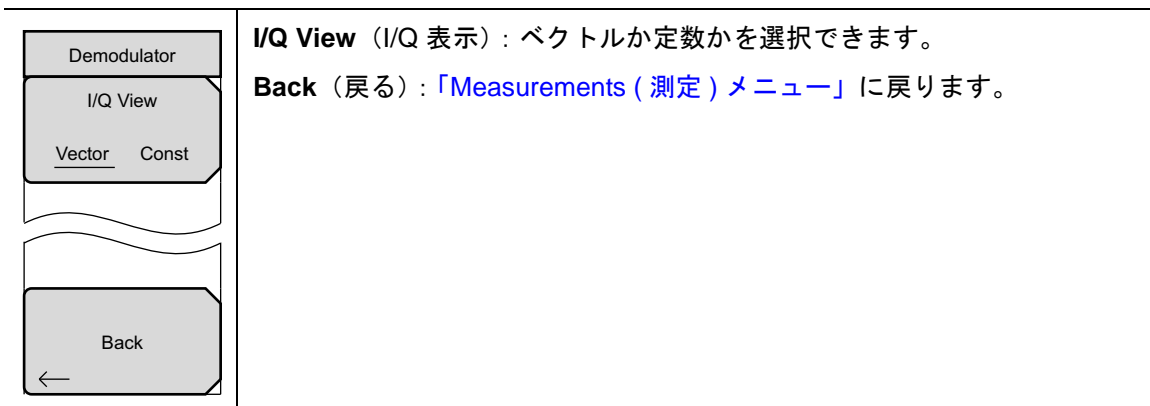 Demodulator
I/Q View
Vector Const
Back
I/Q View（I/Q 表示）: ベクトルか定数かを選択できます。
Back（戻る）:「Measurements ( 測定 ) メニュー」に戻ります。